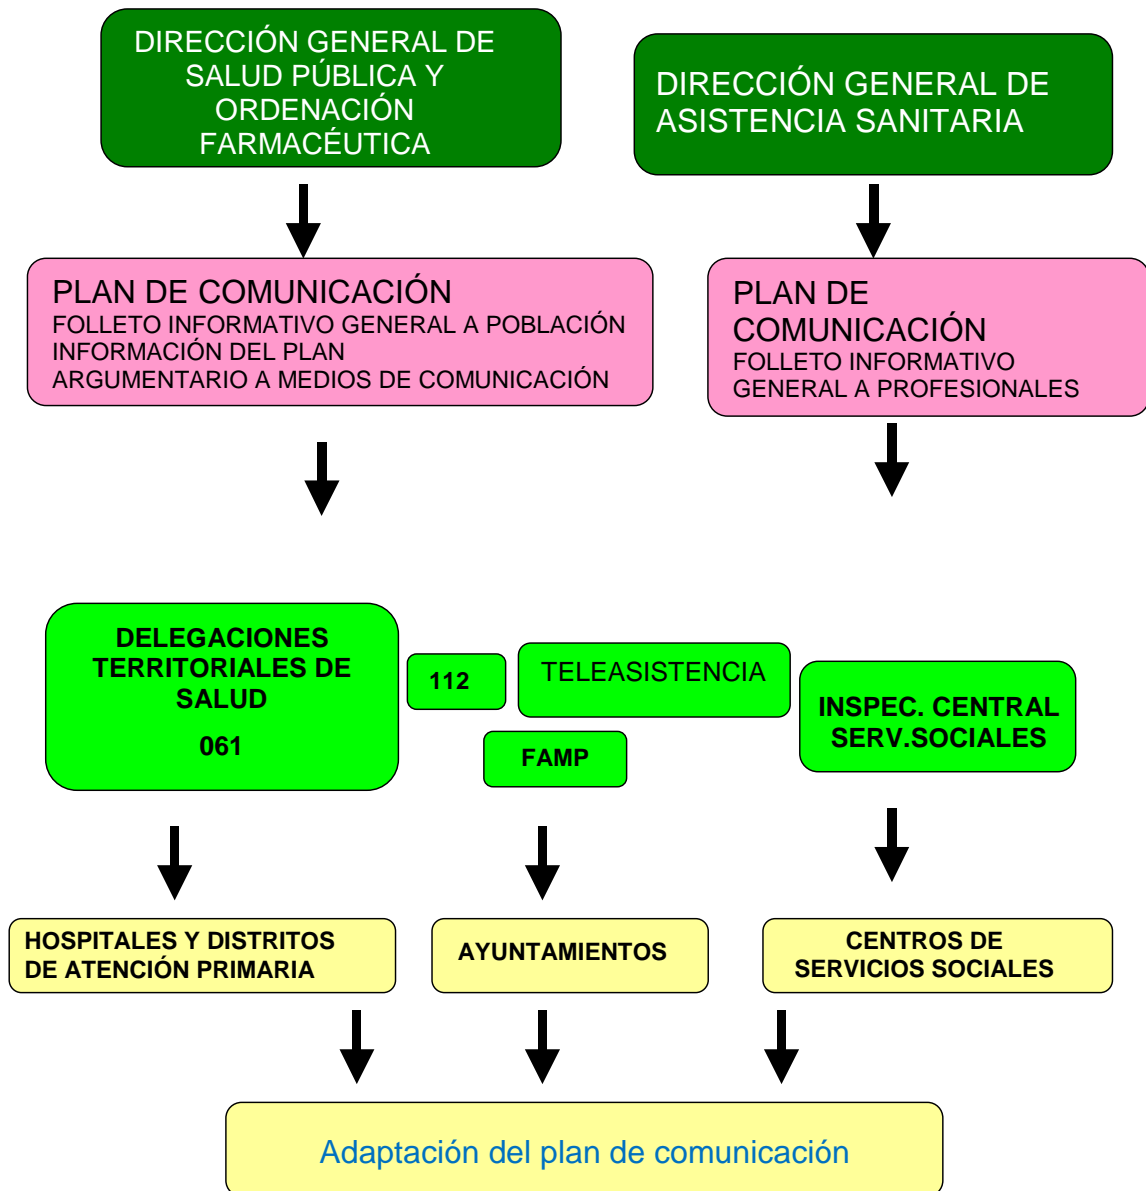 DIRECCIÓN GENERAL DE
SALUD PÚBLICA Y
ORDENACIÓN
FARMACÉUTICA
DIRECCIÓN GENERAL DE
ASISTENCIA SANITARIA
PLAN DE COMUNICACIÓN
FOLLETO INFORMATIVO GENERAL A POBLACIÓN
INFORMACIÓN DEL PLAN
ARGUMENTARIO A MEDIOS DE COMUNICACIÓN
PLAN DE
COMUNICACIÓN
FOLLETO INFORMATIVO
GENERAL A PROFESIONALES
DELEGACIONES
TERRITORIALES DE
SALUD
061
112
TELEASISTENCIA
FAMP
INSPEC. CENTRAL
SERV.SOCIALES
HOSPITALES Y DISTRITOS
DE ATENCIÓN PRIMARIA
AYUNTAMIENTOS
CENTROS DE
SERVICIOS SOCIALES
Adaptación del plan de comunicación